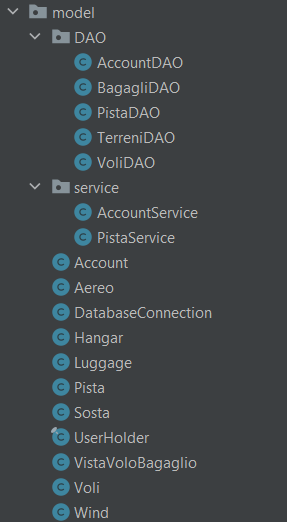 model
DAO
AccountDAO
BagagliDAO
PistaDAO
TerreniDAO
VoliDAO
service
AccountService
PistaService
Account
Aereo
DatabaseConnection
Hangar
Luggage
Pista
Sosta
UserHolder
VistaVoloBagaglio
Voli
Wind